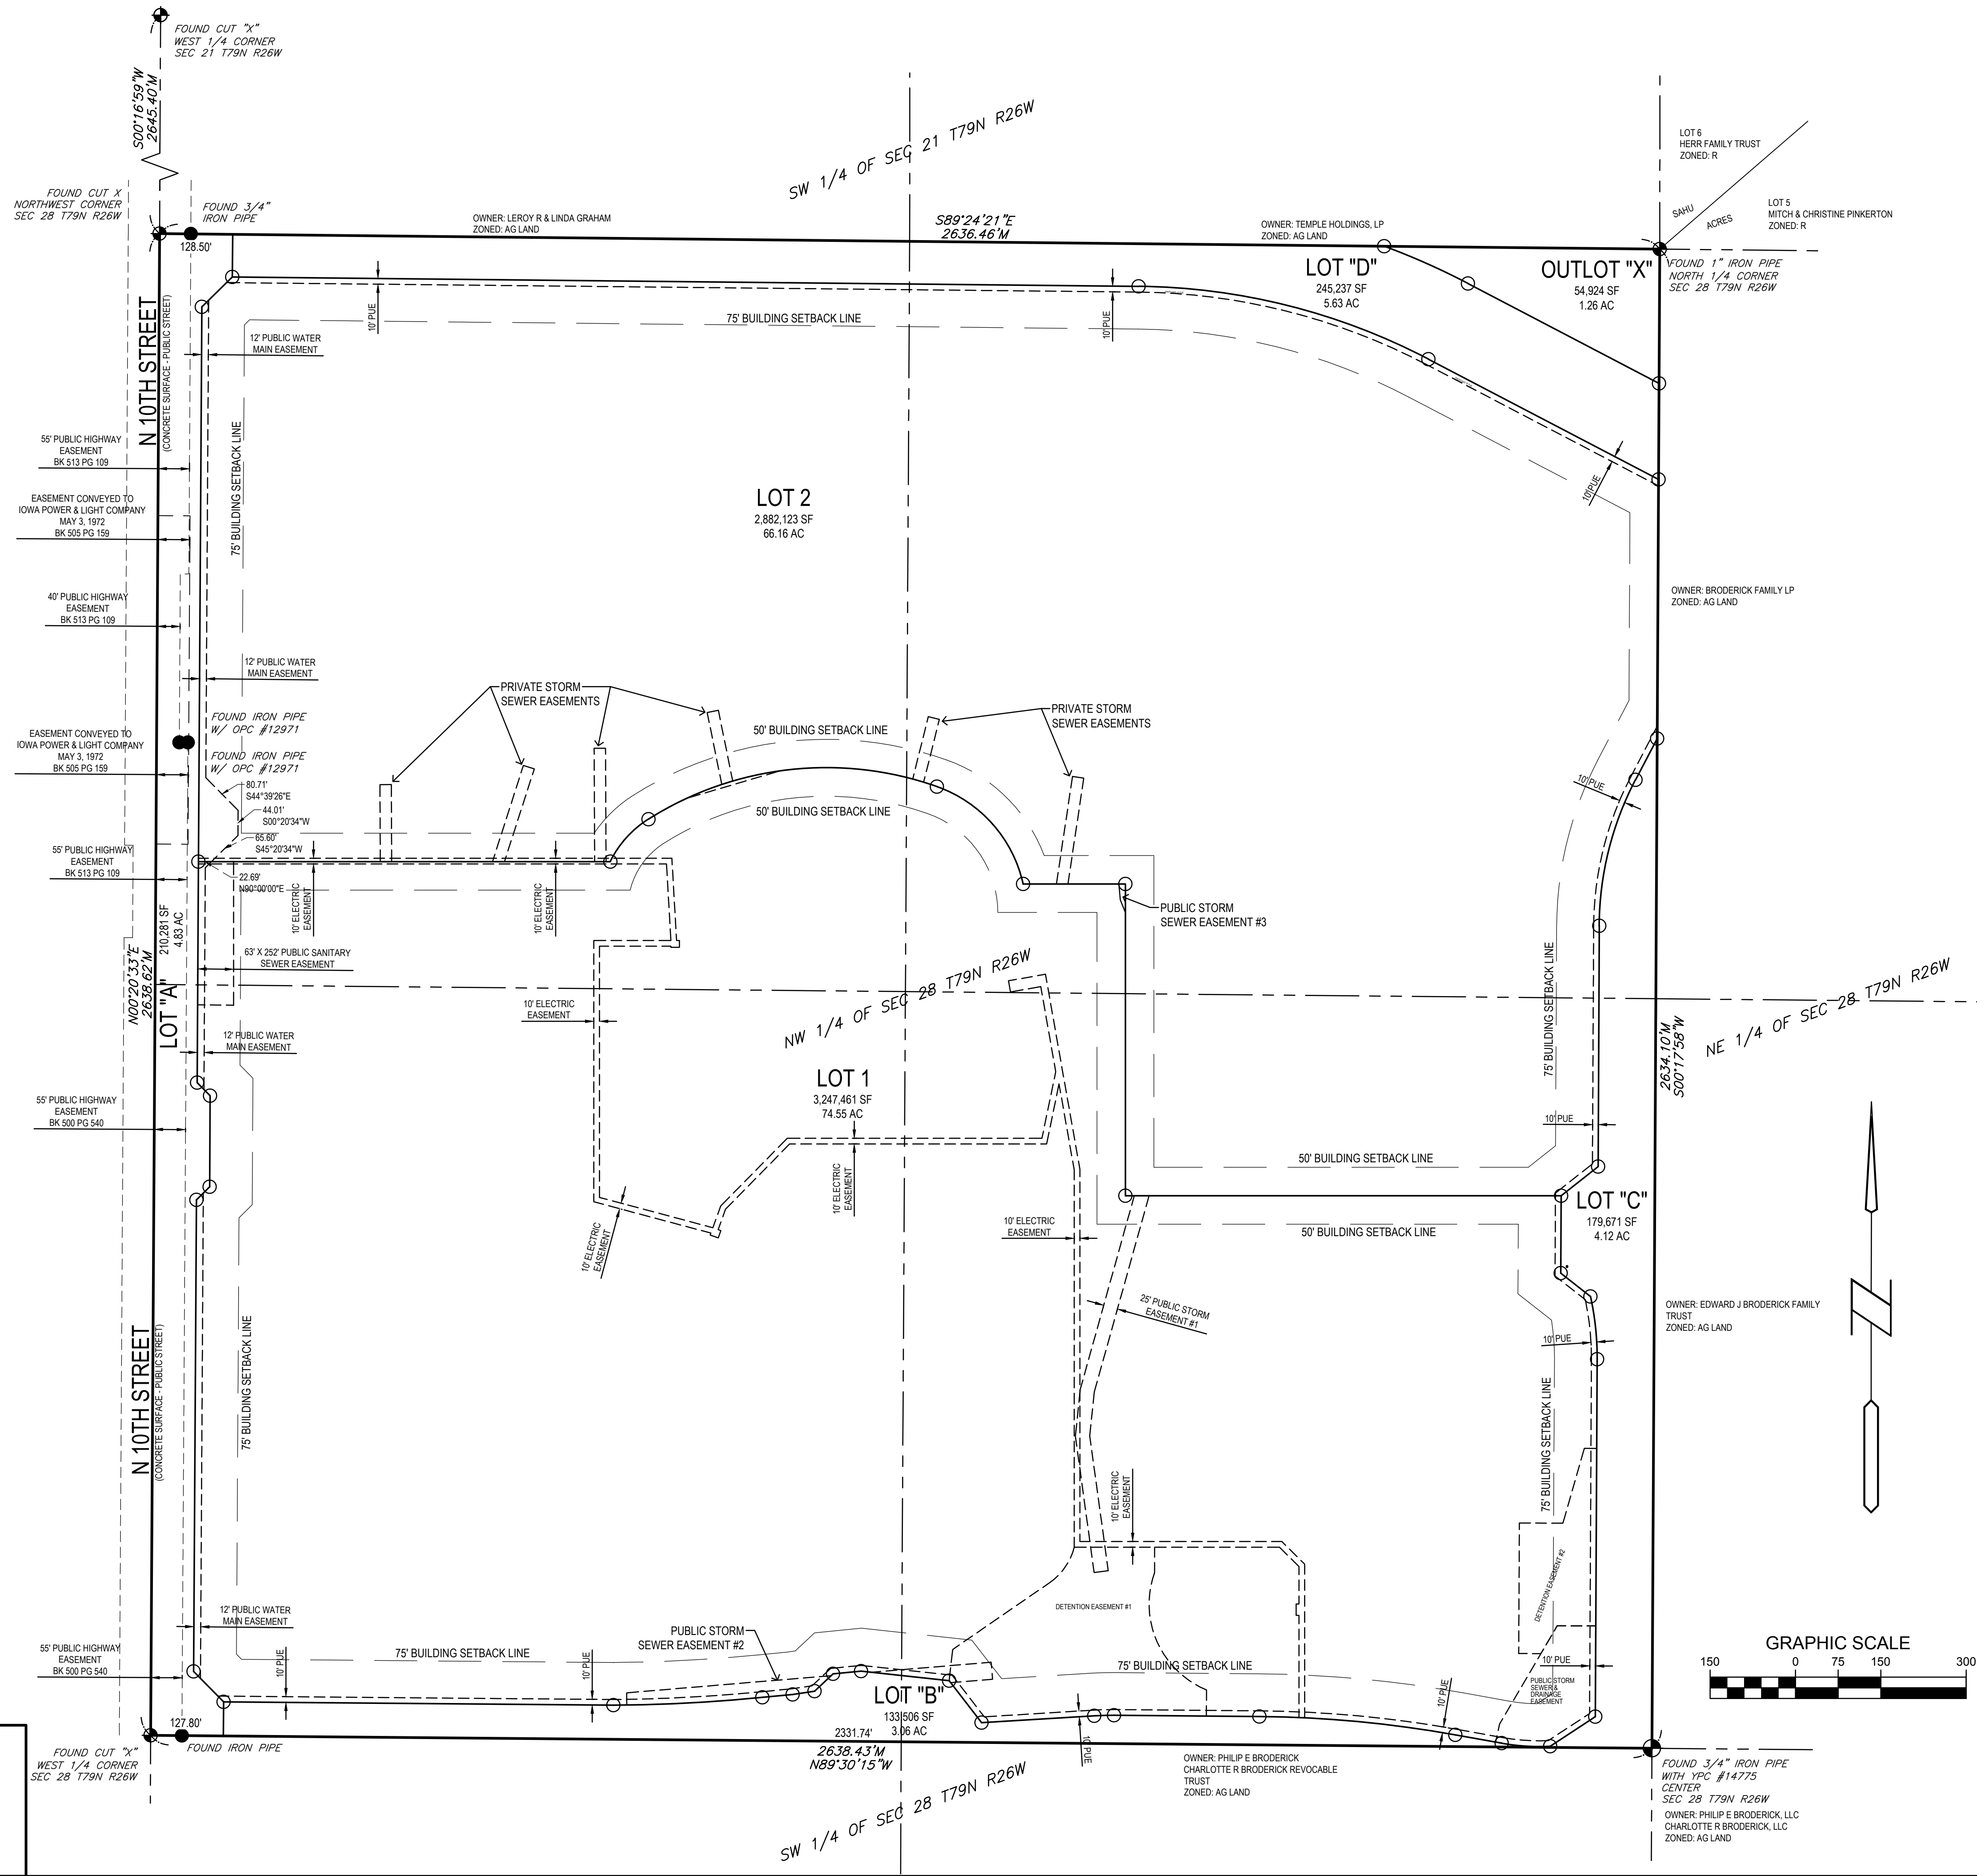 FOUND CUT "X"
WEST 1/4 CORNER
SEC 21 T79N R26W
S00°16'59"W
2645.40'M
SW 1/4 OF SEC 21 T79N R26W
LOT 6
HERR FAMILY TRUST
ZONED: R
LOT 5
MITCH & CHRISTINE PINKERTON
ZONED: R
SAHU
ACRES
FOUND CUT X
NORTHWEST CORNER
SEC 28 T79N R26W
FOUND 3/4"
IRON PIPE
128.50'
OWNER: LEROY R & LINDA GRAHAM
ZONED: AG LAND
S89°24'21"E
2636.46'M
OWNER: TEMPLE HOLDINGS, LP
ZONED: AG LAND
LOT "D"
245,237 SF
5.63 AC
OUTLOT "X"
54,924 SF
1.26 AC
FOUND 1" IRON PIPE
NORTH 1/4 CORNER
SEC 28 T79N R26W
N 10TH STREET
(CONCRETE SURFACE - PUBLIC STREET)
10' PUE
10' PUE
75' BUILDING SETBACK LINE
12' PUBLIC WATER
MAIN EASEMENT
75' BUILDING SETBACK LINE
55' PUBLIC HIGHWAY
EASEMENT
BK 513 PG 109
EASEMENT CONVEYED TO
IOWA POWER & LIGHT COMPANY
MAY 3, 1972
BK 505 PG 159
LOT 2
2,882,123 SF
66.16 AC
10' PUE
40' PUBLIC HIGHWAY
EASEMENT
BK 513 PG 109
OWNER: BRODERICK FAMILY LP
ZONED: AG LAND
12' PUBLIC WATER
MAIN EASEMENT
PRIVATE STORM
SEWER EASEMENTS
PRIVATE STORM
SEWER EASEMENTS
50' BUILDING SETBACK LINE
50' BUILDING SETBACK LINE
FOUND IRON PIPE
W/ OPC #12971
FOUND IRON PIPE
W/ OPC #12971
EASEMENT CONVEYED TO
IOWA POWER & LIGHT COMPANY
MAY 3, 1972
BK 505 PG 159
80.71'
S44°39'26"E
44.01'
S00°20'34"W
65.60'
S45°20'34"W
22.69'
N90°00'00"E
10' PUE
55' PUBLIC HIGHWAY
EASEMENT
BK 513 PG 109
10' ELECTRIC
EASEMENT
10' ELECTRIC
EASEMENT
PUBLIC STORM
SEWER EASEMENT #3
N0°20'33"E
2638.62'M
LOT "A"
210,281 SF
4.83 AC
63' X 252' PUBLIC SANITARY
SEWER EASEMENT
10' ELECTRIC
EASEMENT
NW 1/4 OF SEC 28 T79N R26W
75' BUILDING SETBACK LINE
NE 1/4 OF SEC 28 T79N R26W
2634.10'M
S00°17'58"W
12' PUBLIC WATER
MAIN EASEMENT
LOT 1
3,247,461 SF
74.55 AC
55' PUBLIC HIGHWAY
EASEMENT
BK 500 PG 540
10' PUE
50' BUILDING SETBACK LINE
10' ELECTRIC
EASEMENT
10' ELECTRIC
EASEMENT
10' ELECTRIC
EASEMENT
50' BUILDING SETBACK LINE
LOT "C"
179,671 SF
4.12 AC
25' PUBLIC STORM
EASEMENT #1
OWNER: EDWARD J BRODERICK FAMILY
TRUST
ZONED: AG LAND
Z
N 10TH STREET
(CONCRETE SURFACE - PUBLIC STREET)
75' BUILDING SETBACK LINE
10' PUE
75' BUILDING SETBACK LINE
10' ELECTRIC
EASEMENT
DETENTION EASEMENT #2
DETENTION EASEMENT #1
12' PUBLIC WATER
MAIN EASEMENT
PUBLIC STORM
SEWER EASEMENT #2
55' PUBLIC HIGHWAY
EASEMENT
BK 500 PG 540
75' BUILDING SETBACK LINE
10' PUE
10' PUE
75' BUILDING SETBACK LINE
10' PUE
PUBLIC STORM
SEWER &
DRAINAGE
EASEMENT
10' PUE
GRAPHIC SCALE
150 0 75 150 300
LOT "B"
133,506 SF
3.06 AC
127.80'
2331.74'
2638.43'M
N89°30'15"W
10' PUE
FOUND CUT "X"
WEST 1/4 CORNER
SEC 28 T79N R26W
FOUND IRON PIPE
OWNER: PHILIP E BRODERICK
CHARLOTTE R BRODERICK REVOCABLE
TRUST
ZONED: AG LAND
SW 1/4 OF SEC 28 T79N R26W
FOUND 3/4" IRON PIPE
WITH YPC #14775
CENTER
SEC 28 T79N R26W
OWNER: PHILIP E BRODERICK, LLC
CHARLOTTE R BRODERICK, LLC
ZONED: AG LAND